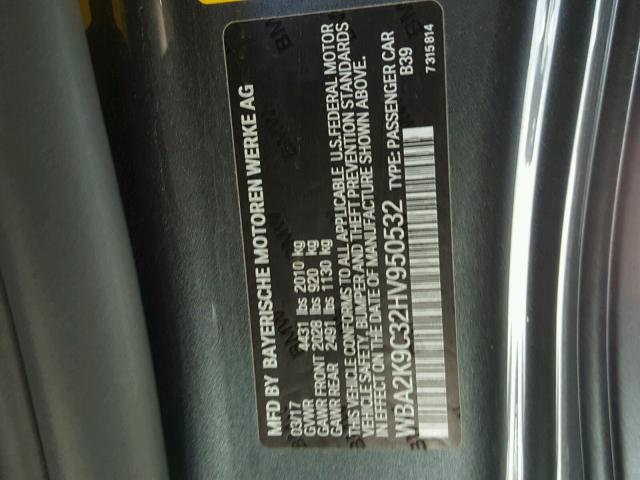 MFD BY BAYERISCHE MOTOREN WERKE AG
03/17
GVWR 4431 lbs 2010 kg
GAWR FRONT 2028 lbs 920 kg
GAWR REAR 2491 lbs 1130 kg
THIS VEHICLE CONFORMS TO ALL APPLICABLE U.S.FEDERAL MOTOR
VEHICLE SAFETY, BUMPER AND THEFT PREVENTION STANDARDS
IN EFFECT ON THE DATE OF MANUFACTURE SHOWN ABOVE.
WBA2K9C32HV950532 TYPE: PASSENGER CAR
B39
7315814